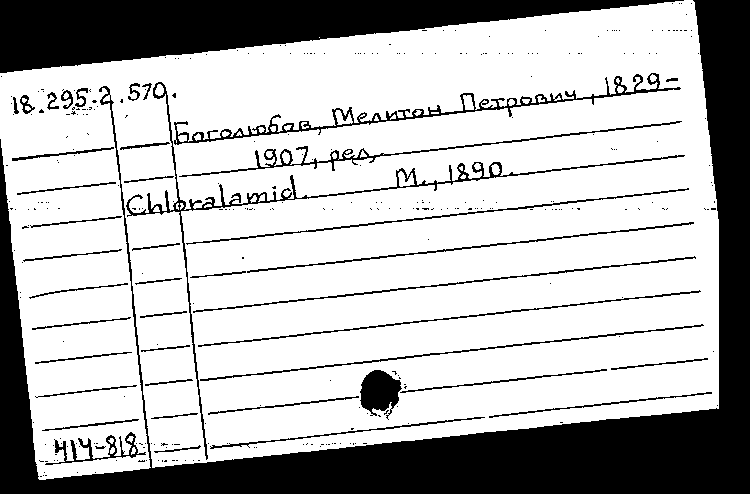 18.295.2.570.
Боголюбов, Мелитон Петрович, 1829-
1907, ред.
Chloralamid. М., 1890.
414-818